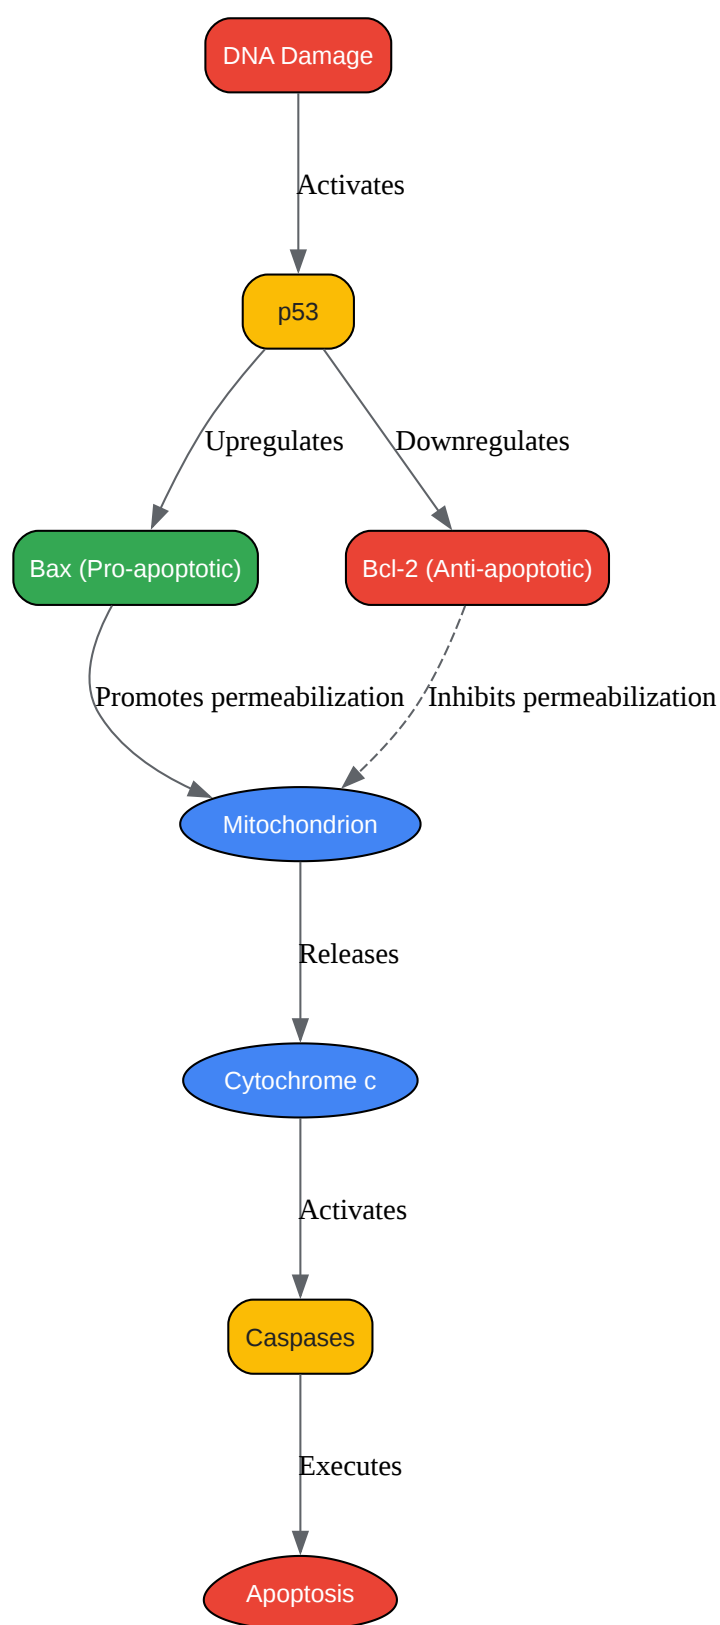 DNA Damage
Activates
p53
Upregulates
Downregulates
Bax (Pro-apoptotic)
Bcl-2 (Anti-apoptotic)
Promotes permeabilization
Inhibits permeabilization
Mitochondrion
Releases
Cytochrome c
Activates
Caspases
Executes
Apoptosis